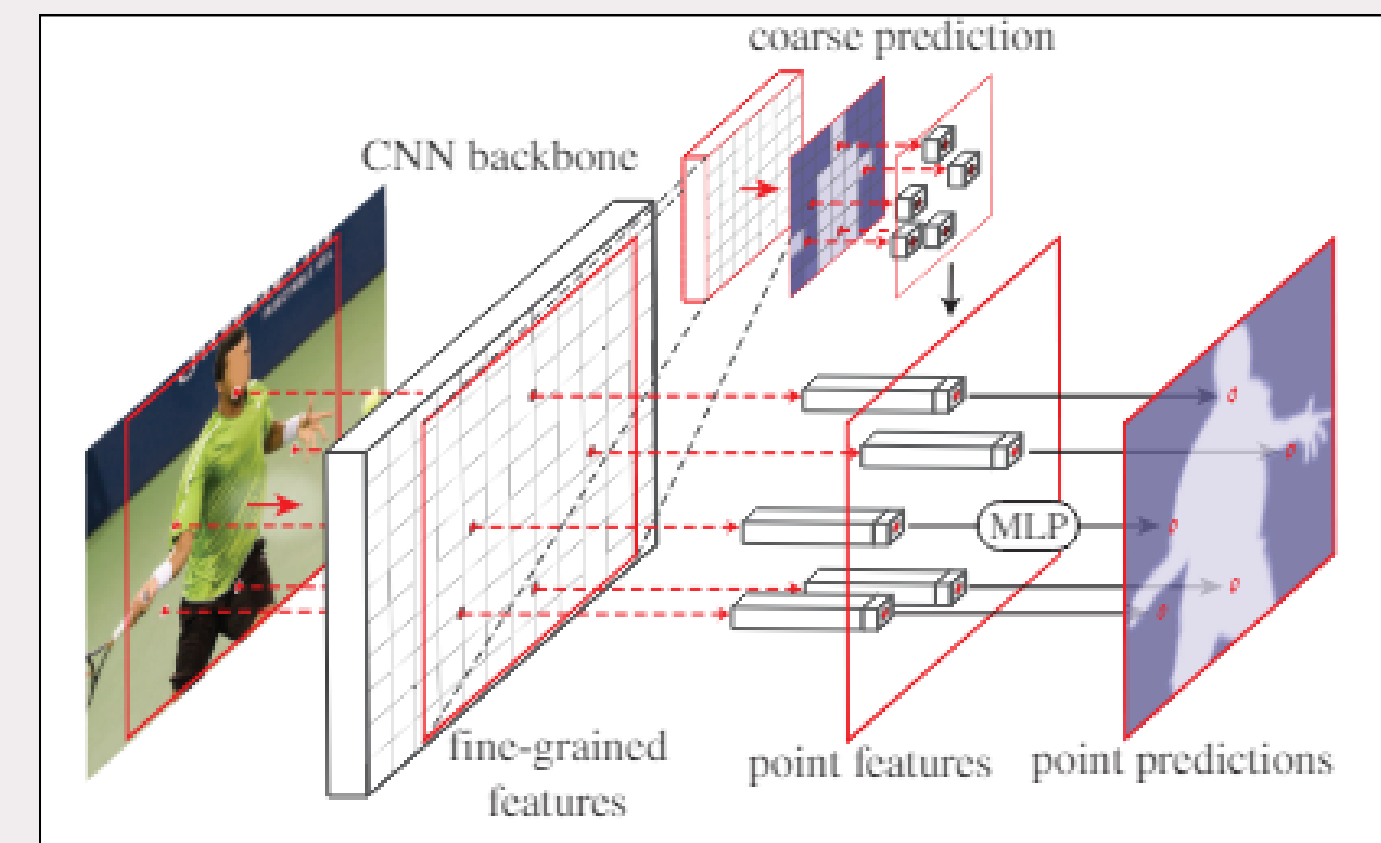 coarse prediction
CNN backbone
MLP
fine-grained
features
point features
point predictions